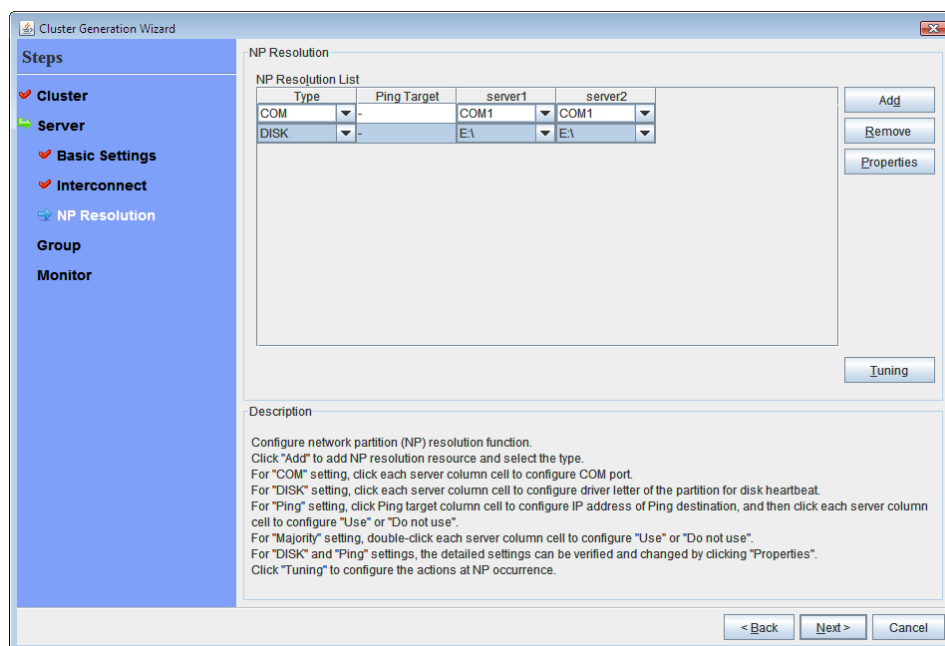 Cluster Generation Wizard
Steps
Cluster
Server
Basic Settings
Interconnect
NP Resolution
Group
Monitor
NP Resolution
NP Resolution List
Type Ping Target server1 server2
COM - COM1 COM1
DISK - E:\ E:\
Add
Remove
Properties
Tuning
Description
Configure network partition (NP) resolution function.
Click "Add" to add NP resolution resource and select the type.
For "COM" setting, click each server column cell to configure COM port.
For "DISK" setting, click each server column cell to configure driver letter of the partition for disk heartbeat.
For "Ping" setting, click Ping target column cell to configure IP address of Ping destination, and then click each server column
cell to configure "Use" or "Do not use".
For "Majority" setting, double-click each server column cell to configure "Use" or "Do not use".
For "DISK" and "Ping" settings, the detailed settings can be verified and changed by clicking "Properties".
Click "Tuning" to configure the actions at NP occurrence.
< Back Next > Cancel